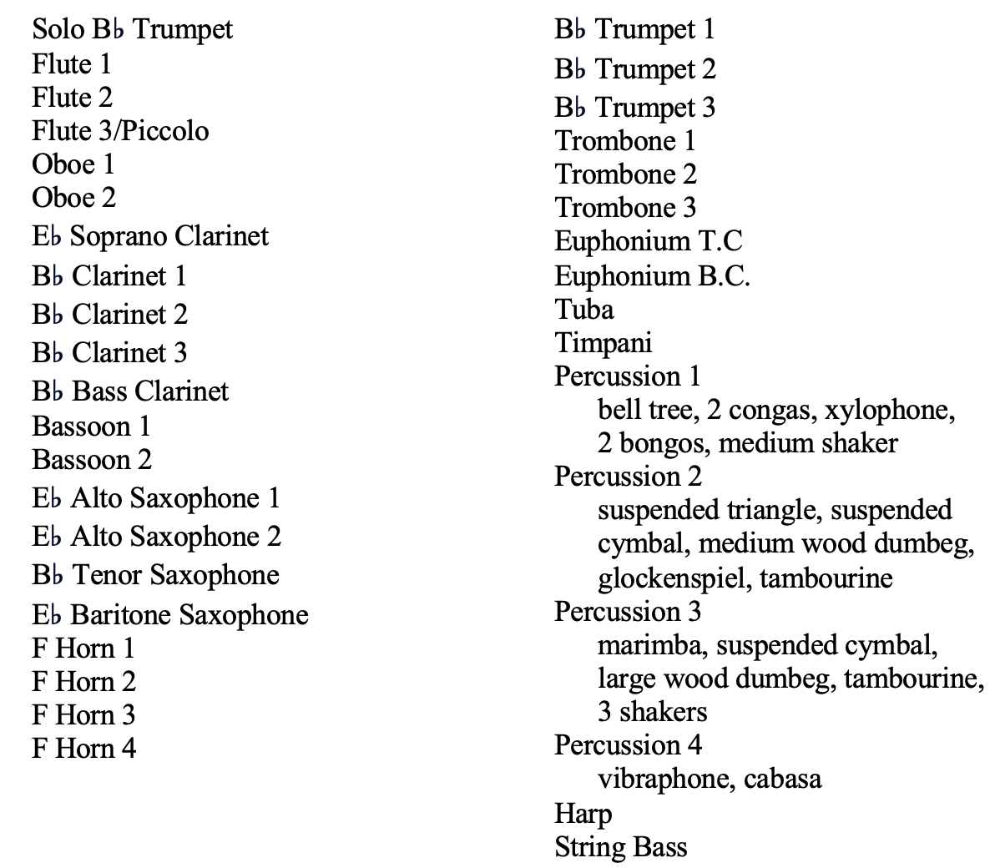 Solo B♭ Trumpet
Flute 1
Flute 2
Flute 3/Piccolo
Oboe 1
Oboe 2
E♭ Soprano Clarinet
B♭ Clarinet 1
B♭ Clarinet 2
B♭ Clarinet 3
B♭ Bass Clarinet
Bassoon 1
Bassoon 2
E♭ Alto Saxophone 1
E♭ Alto Saxophone 2
B♭ Tenor Saxophone
E♭ Baritone Saxophone
F Horn 1
F Horn 2
F Horn 3
F Horn 4
B♭ Trumpet 1
B♭ Trumpet 2
B♭ Trumpet 3
Trombone 1
Trombone 2
Trombone 3
Euphonium T.C
Euphonium B.C.
Tuba
Timpani
Percussion 1
bell tree, 2 congas, xylophone,
2 bongos, medium shaker
Percussion 2
suspended triangle, suspended
cymbal, medium wood dumbeg,
glockenspiel, tambourine
Percussion 3
marimba, suspended cymbal,
large wood dumbeg, tambourine,
3 shakers
Percussion 4
vibraphone, cabasa
Harp
String Bass